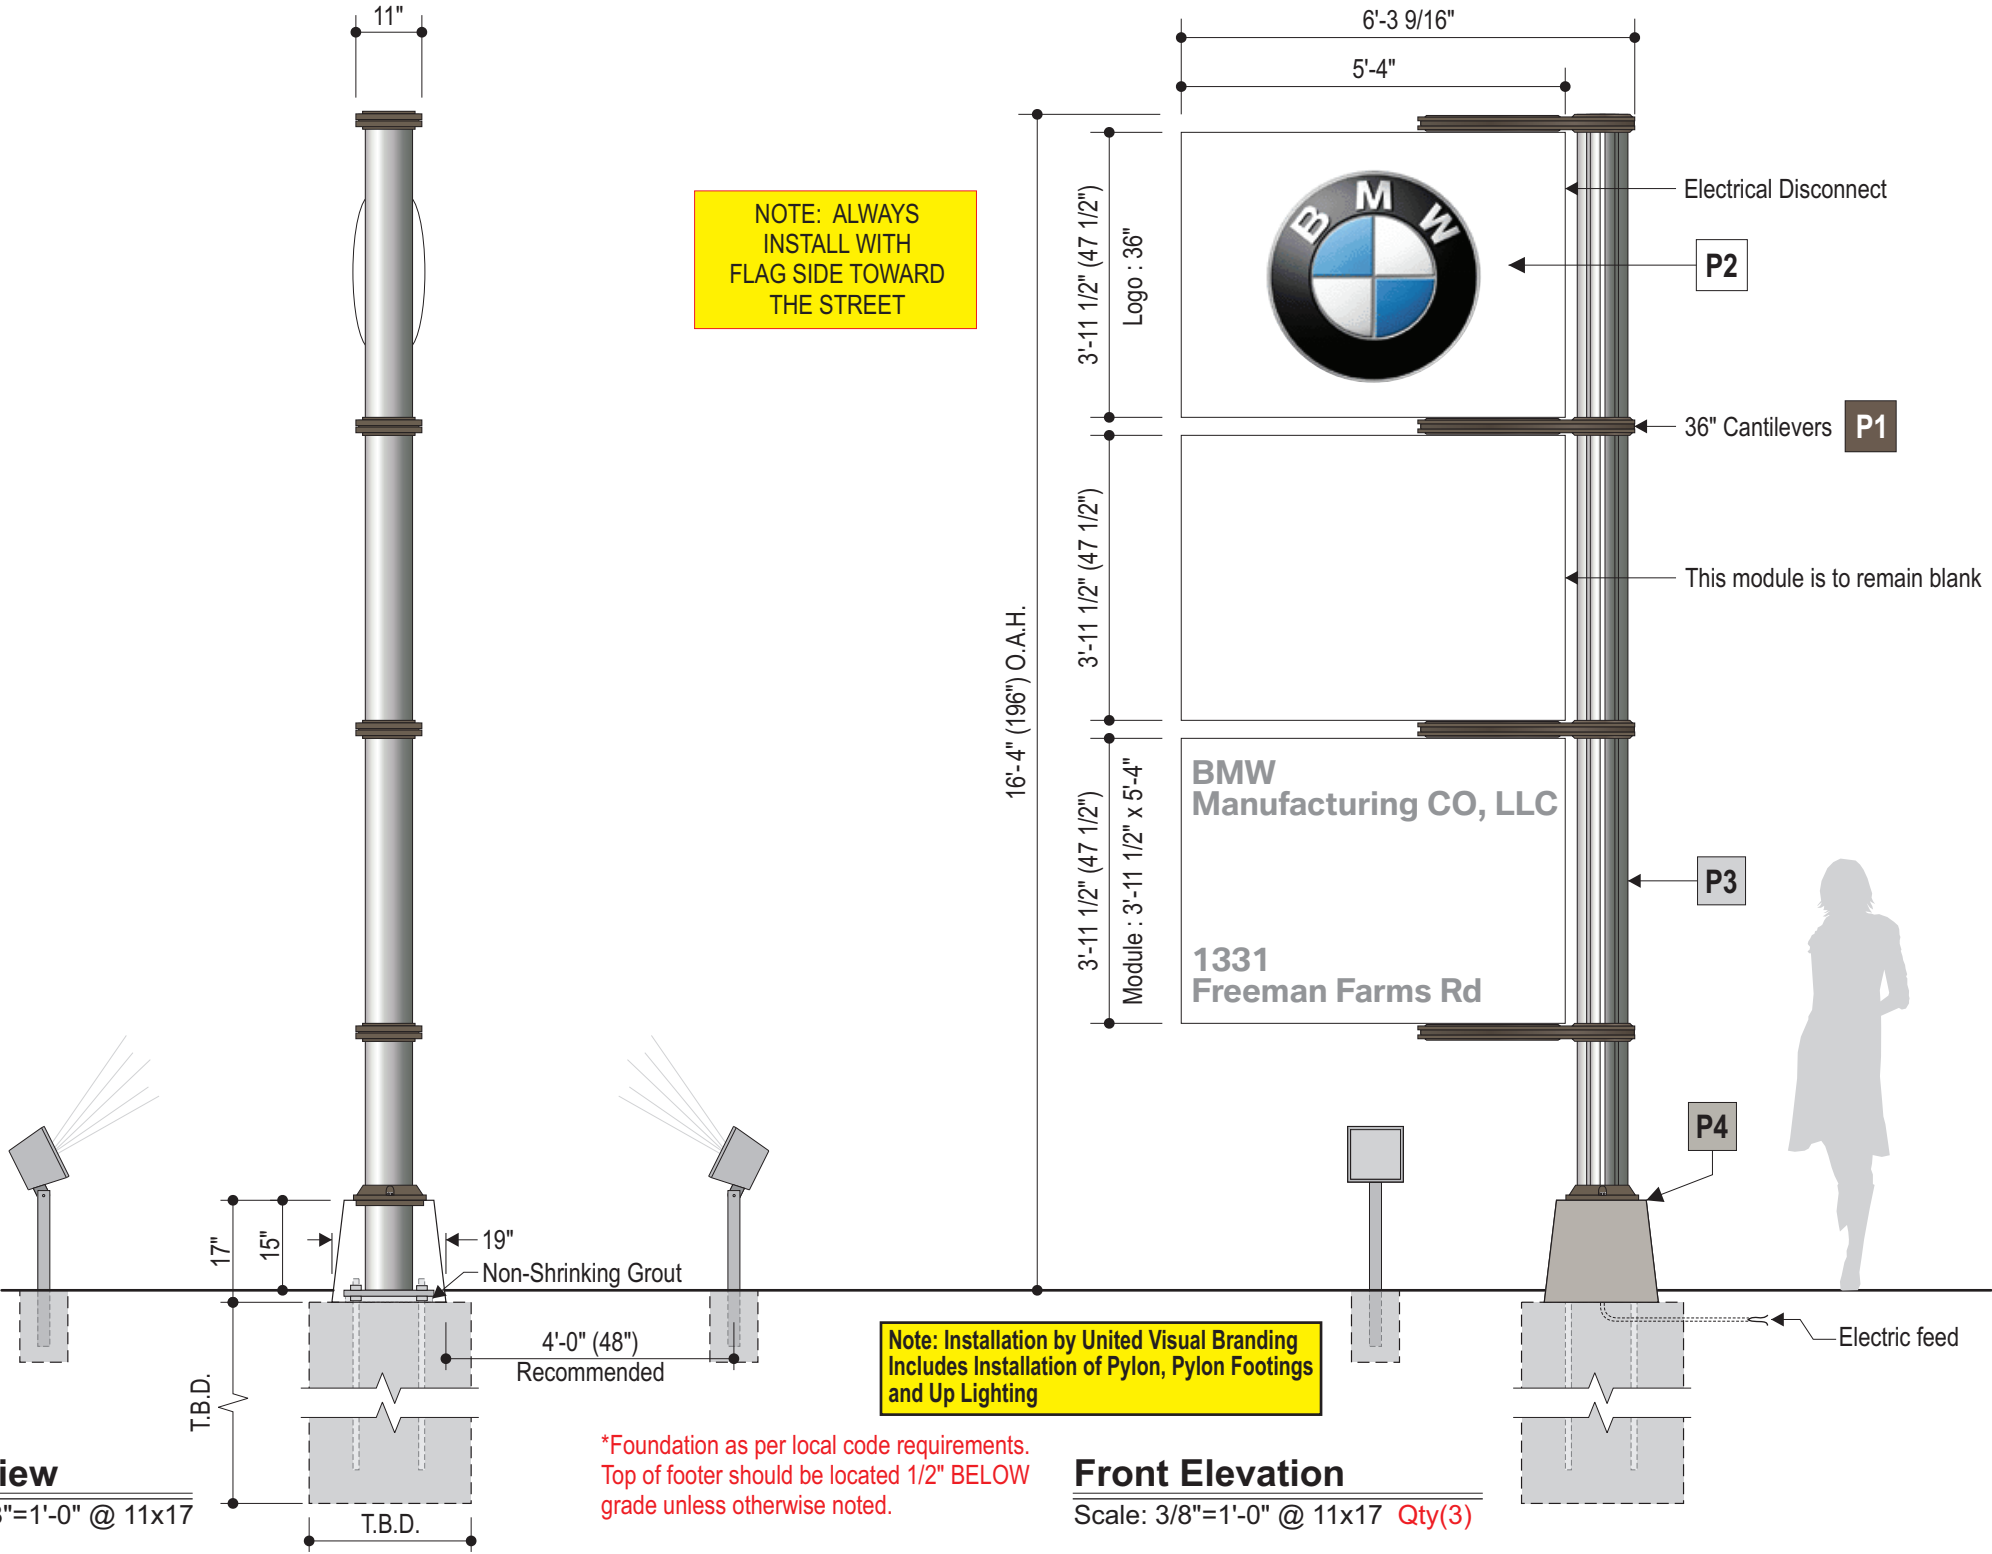 11"
6'-3 9/16"
5'-4"
NOTE: ALWAYS
INSTALL WITH
FLAG SIDE TOWARD
THE STREET
3'-11 1/2" (47 1/2")
Logo : 36"
BMW
Electrical Disconnect
P2
36" Cantilevers
P1
3'-11 1/2" (47 1/2")
This module is to remain blank
16'-4" (196") O.A.H.
3'-11 1/2" (47 1/2")
Module : 3'-11 1/2" x 5'-4"
BMW
Manufacturing CO, LLC
1331
Freeman Farms Rd
P3
P4
17"
15"
19"
Non-Shrinking Grout
4'-0" (48")
Recommended
T.B.D.
T.B.D.
Note: Installation by United Visual Branding
Includes Installation of Pylon, Pylon Footings
and Up Lighting
Electric feed
*Foundation as per local code requirements.
Top of footer should be located 1/2" BELOW
grade unless otherwise noted.
iew
"=1'-0" @ 11x17
Front Elevation
Scale: 3/8"=1'-0" @ 11x17 Qty(3)